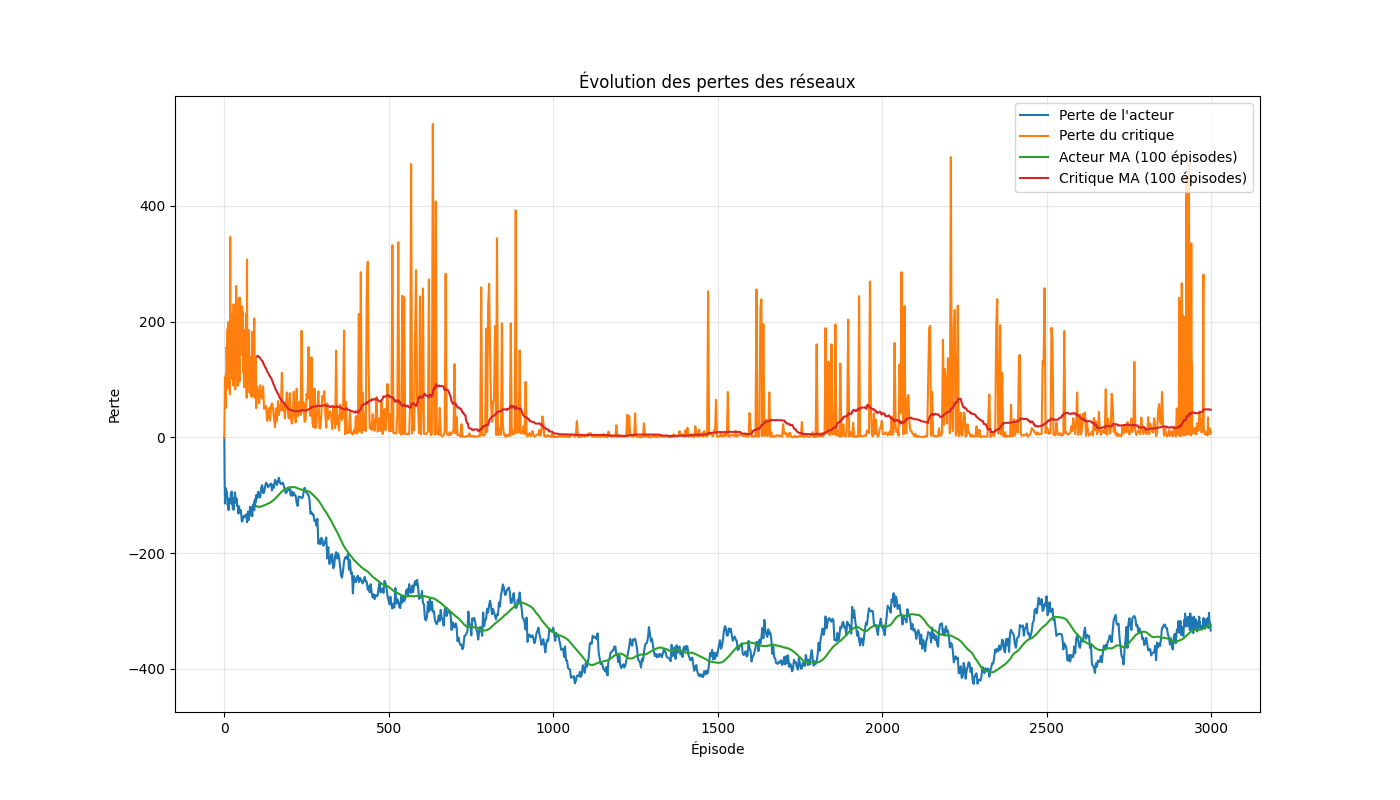 Évolution des pertes des réseaux
Perte de l'acteur
Perte du critique
Acteur MA (100 épisodes)
Critique MA (100 épisodes)
Perte
400
200
0
−200
−400
0
500
1000
1500
2000
2500
3000
Épisode